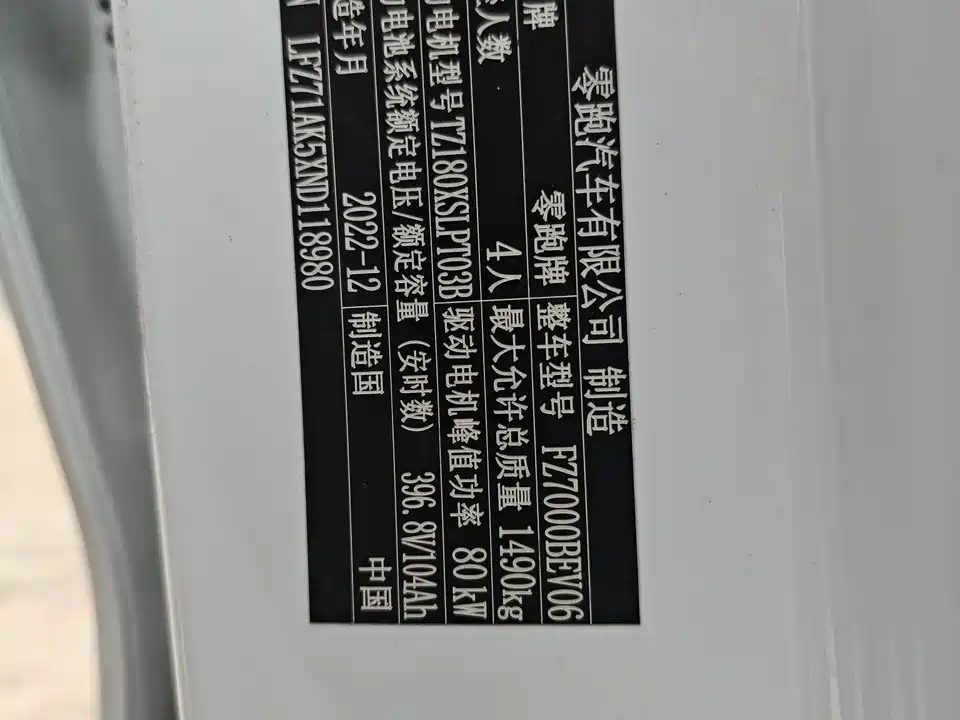 零跑汽车有限公司 制造
牌 零跑牌 整车型号 FZ7000BEV06
人数 4人 最大允许总质量 1490kg
电机型号 TZ180XSLPT03B 驱动电机峰值功率 80kW
电池系统额定电压/额定容量（安时数） 396.8V/104Ah
造年月 2022-12 制造国 中国
N LFZ71AK5XND118980